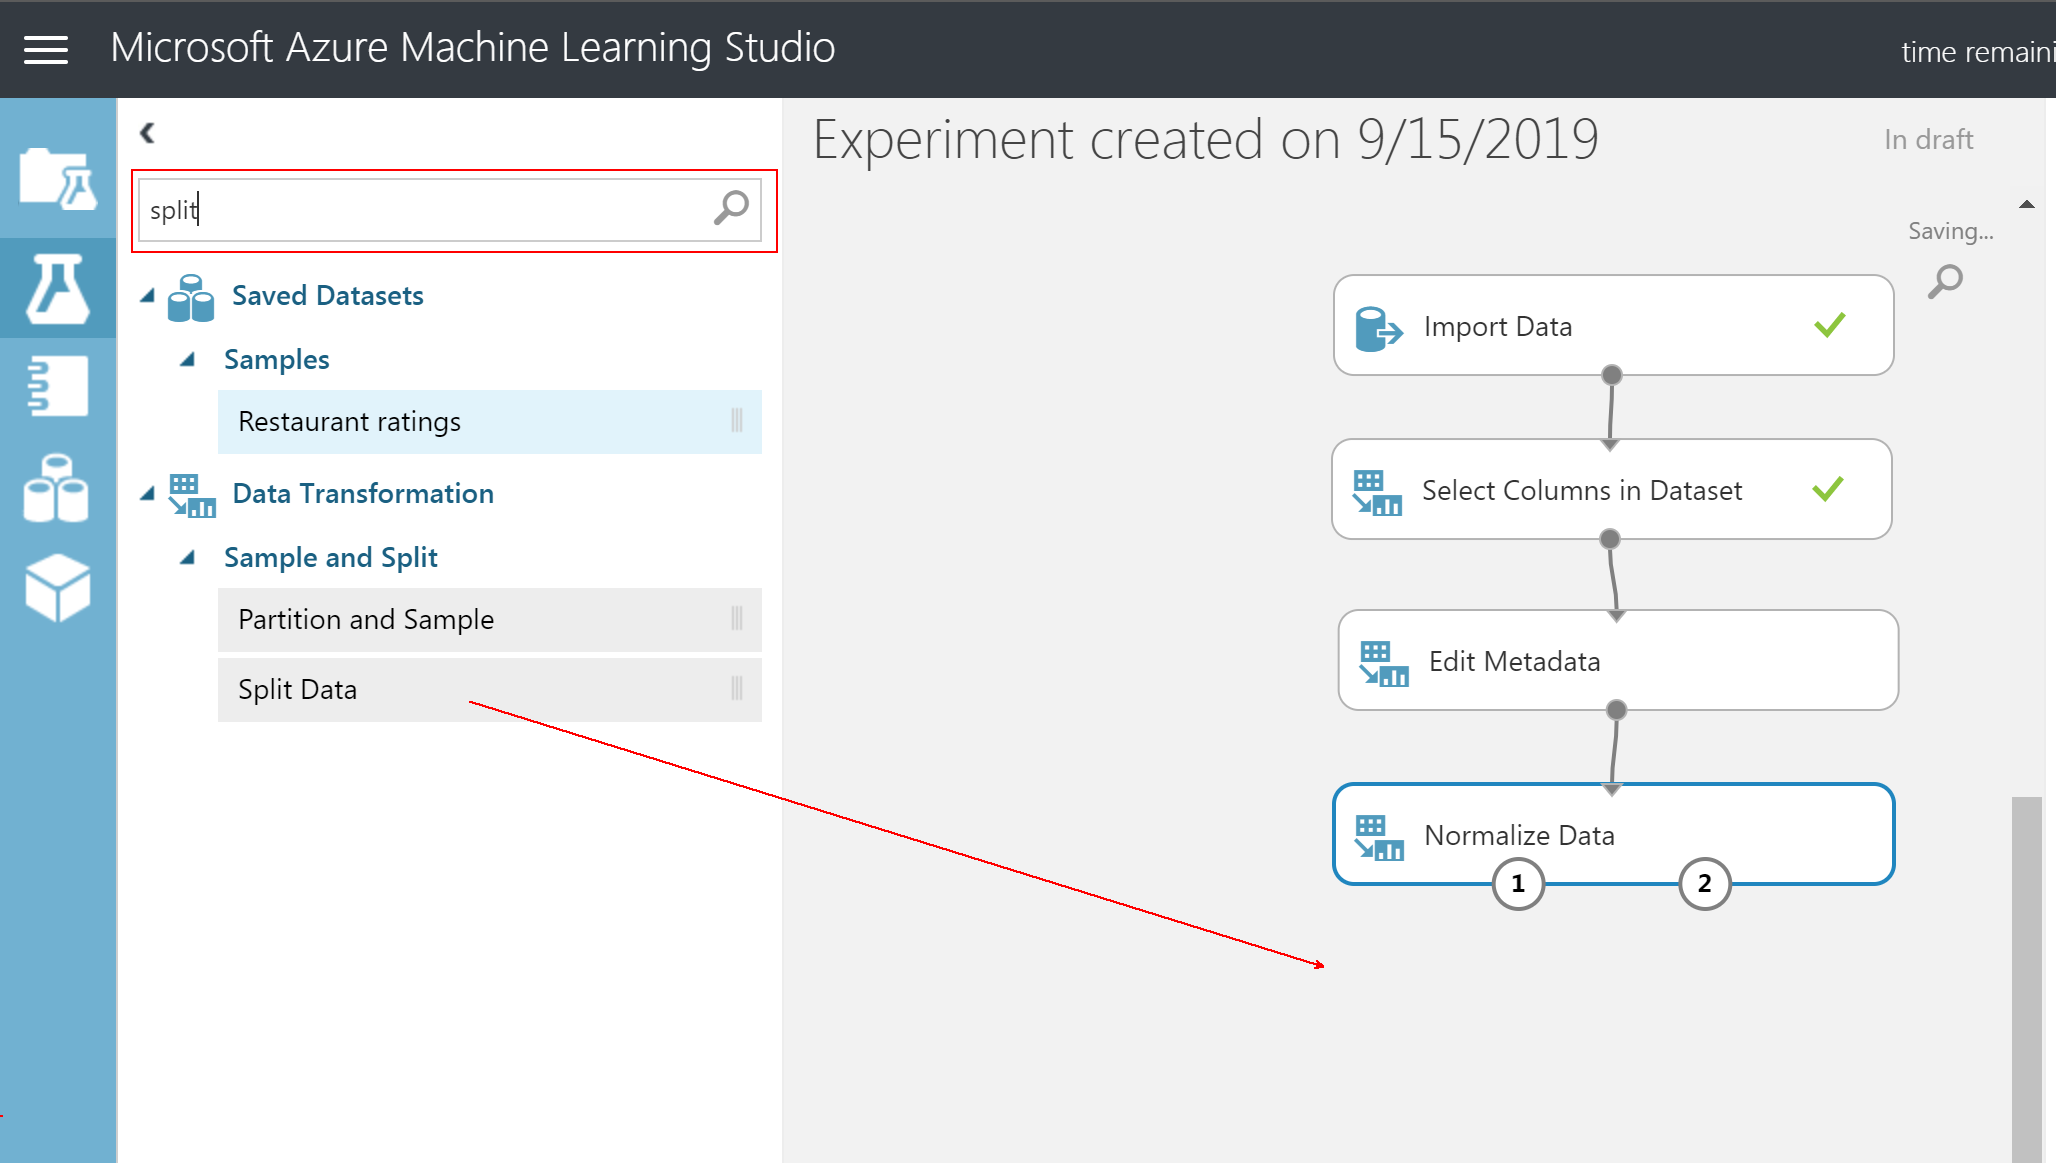 Microsoft Azure Machine Learning Studio
time remaini
Experiment created on 9/15/2019
In draft
split
Saving...
Saved Datasets
Samples
Restaurant ratings
Data Transformation
Sample and Split
Partition and Sample
Split Data
Import Data
Select Columns in Dataset
Edit Metadata
Normalize Data
1 2